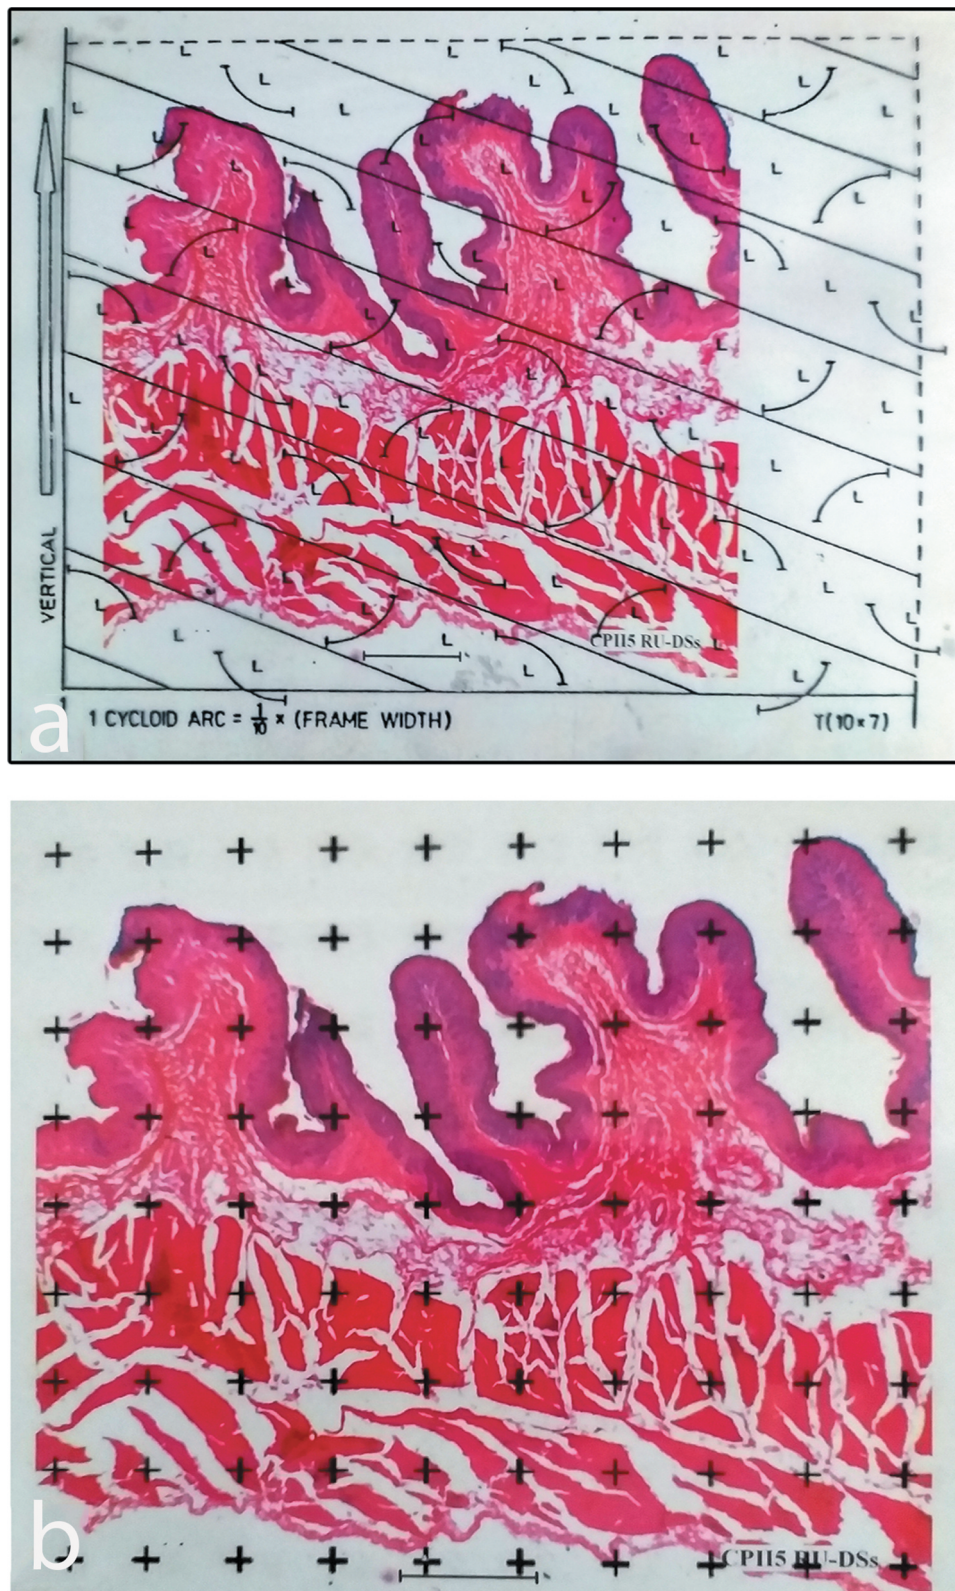 VERTICAL
CPII5 RU-DSs
1 CYCLOID ARC = 1/10 × (FRAME WIDTH)
T(10×7)
a
CPII5 RU-DSs
b